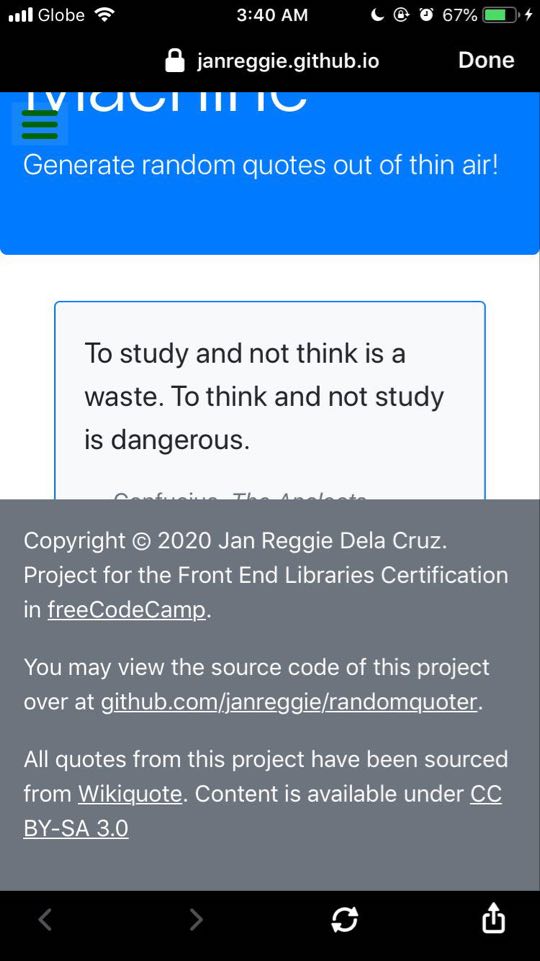 Globe 3:40 AM 67%
janreggie.github.io Done
Machine
Generate random quotes out of thin air!
To study and not think is a
waste. To think and not study
is dangerous.
Confucius, The Analects
Copyright © 2020 Jan Reggie Dela Cruz.
Project for the Front End Libraries Certification
in freeCodeCamp.
You may view the source code of this project
over at github.com/janreggie/randomquoter.
All quotes from this project have been sourced
from Wikiquote. Content is available under CC
BY-SA 3.0